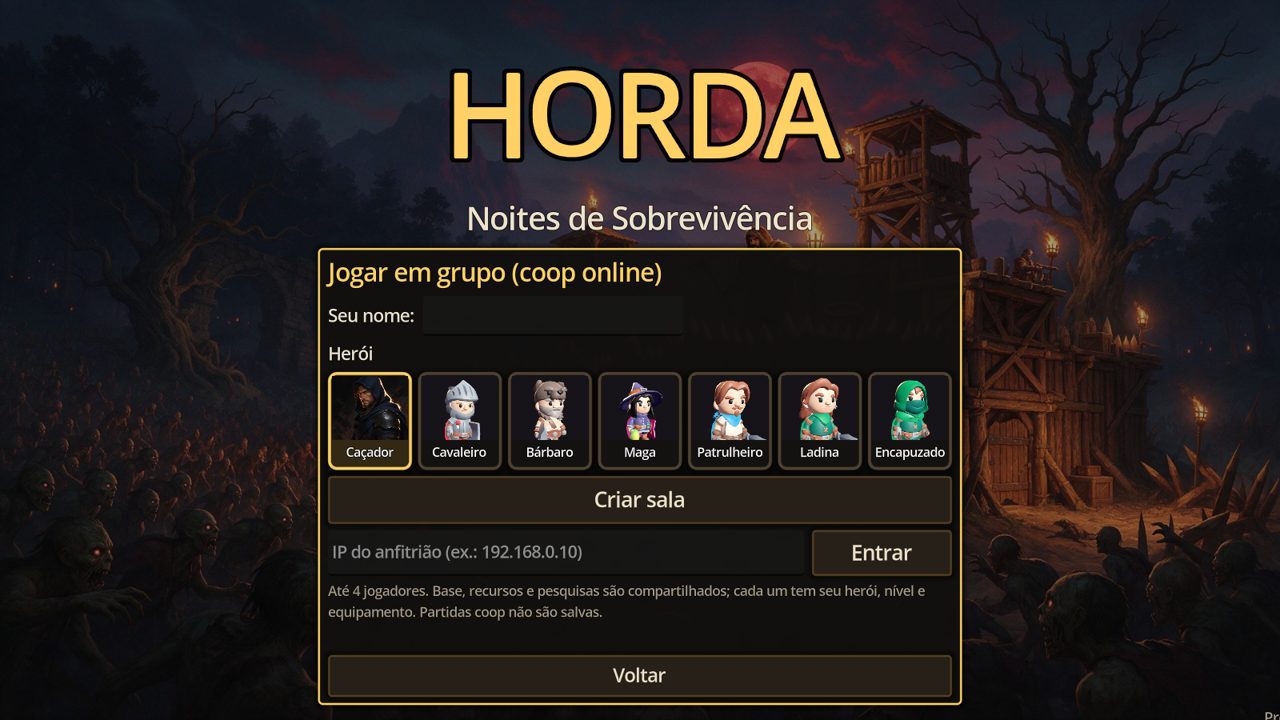 HORDA
Noites de Sobrevivência
Jogar em grupo (coop online)
Seu nome:
Herói
Caçador
Cavaleiro
Bárbaro
Maga
Patrulheiro
Ladina
Encapuzado
Criar sala
IP do anfitrião (ex.: 192.168.0.10)
Entrar
Até 4 jogadores. Base, recursos e pesquisas são compartilhados; cada um tem seu herói, nível e
equipamento. Partidas coop não são salvas.
Voltar